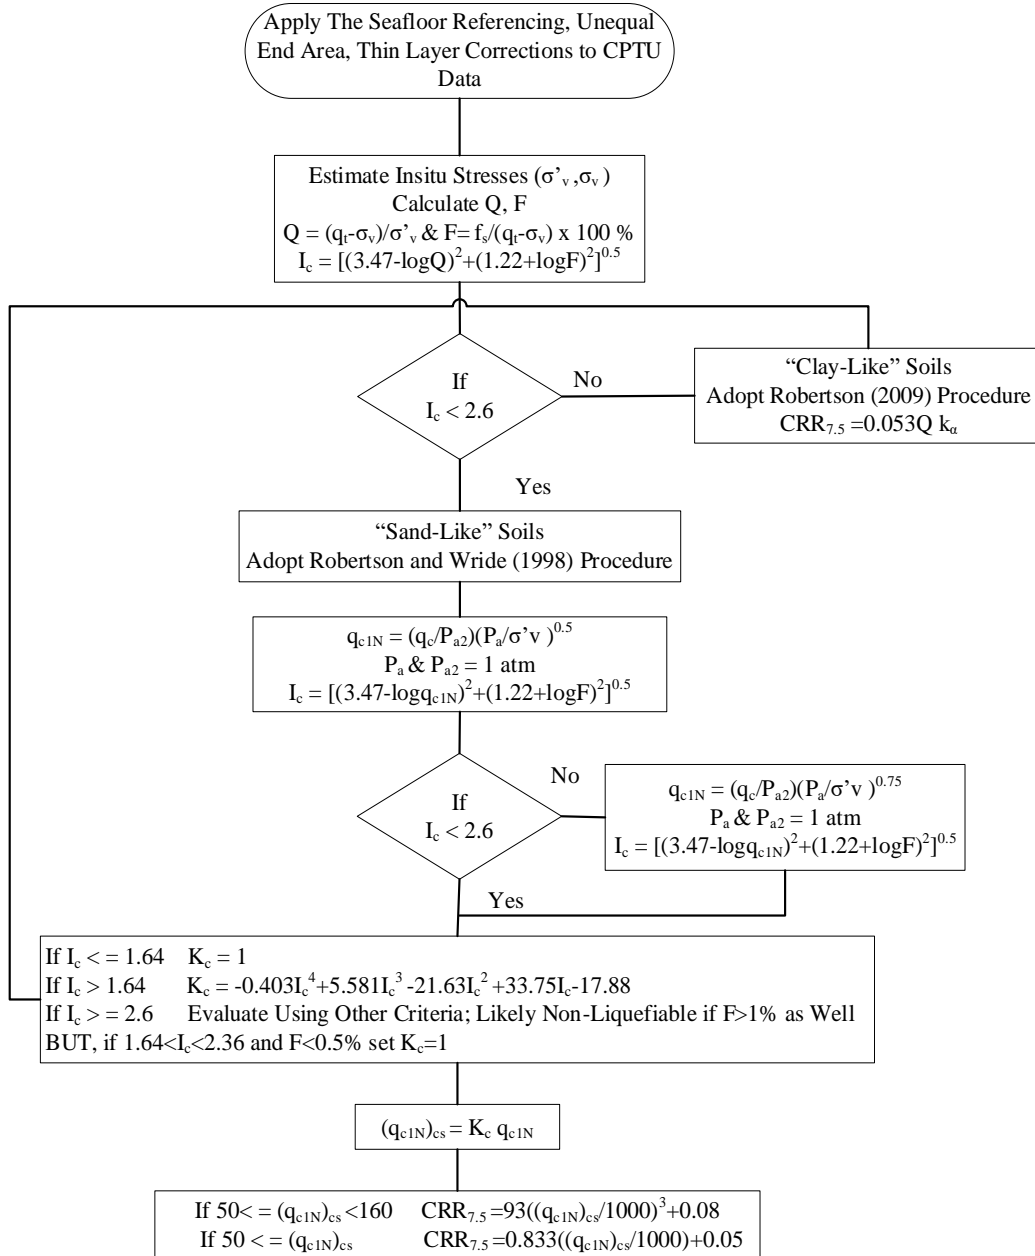 Apply The Seafloor Referencing, Unequal
End Area, Thin Layer Corrections to CPTU
Data
Estimate Insitu Stresses (σ'v ,σv )
Calculate Q, F
Q = (qt-σv)/σ'v & F= fs/(qt-σv) x 100 %
Ic = [(3.47-logQ)²+(1.22+logF)²]^0.5
If
Ic < 2.6
No
"Clay-Like" Soils
Adopt Robertson (2009) Procedure
CRR7.5 =0.053Q kα
Yes
"Sand-Like" Soils
Adopt Robertson and Wride (1998) Procedure
qc1N = (qc/Pa2)(Pa/σ'v )^0.5
Pa & Pa2 = 1 atm
Ic = [(3.47-logqc1N)²+(1.22+logF)²]^0.5
If
Ic < 2.6
No
qc1N = (qc/Pa2)(Pa/σ'v )^0.75
Pa & Pa2 = 1 atm
Ic = [(3.47-logqc1N)²+(1.22+logF)²]^0.5
Yes
If Ic < = 1.64 Kc = 1
If Ic > 1.64 Kc = -0.403Ic⁴+5.581Ic³ -21.63Ic² +33.75Ic-17.88
If Ic > = 2.6 Evaluate Using Other Criteria; Likely Non-Liquefiable if F>1% as Well
BUT, if 1.64<Ic<2.36 and F<0.5% set Kc=1
(qc1N)cs = Kc qc1N
If 50< = (qc1N)cs <160 CRR7.5 =93((qc1N)cs/1000)³+0.08
If 50 < = (qc1N)cs CRR7.5 =0.833((qc1N)cs/1000)+0.05